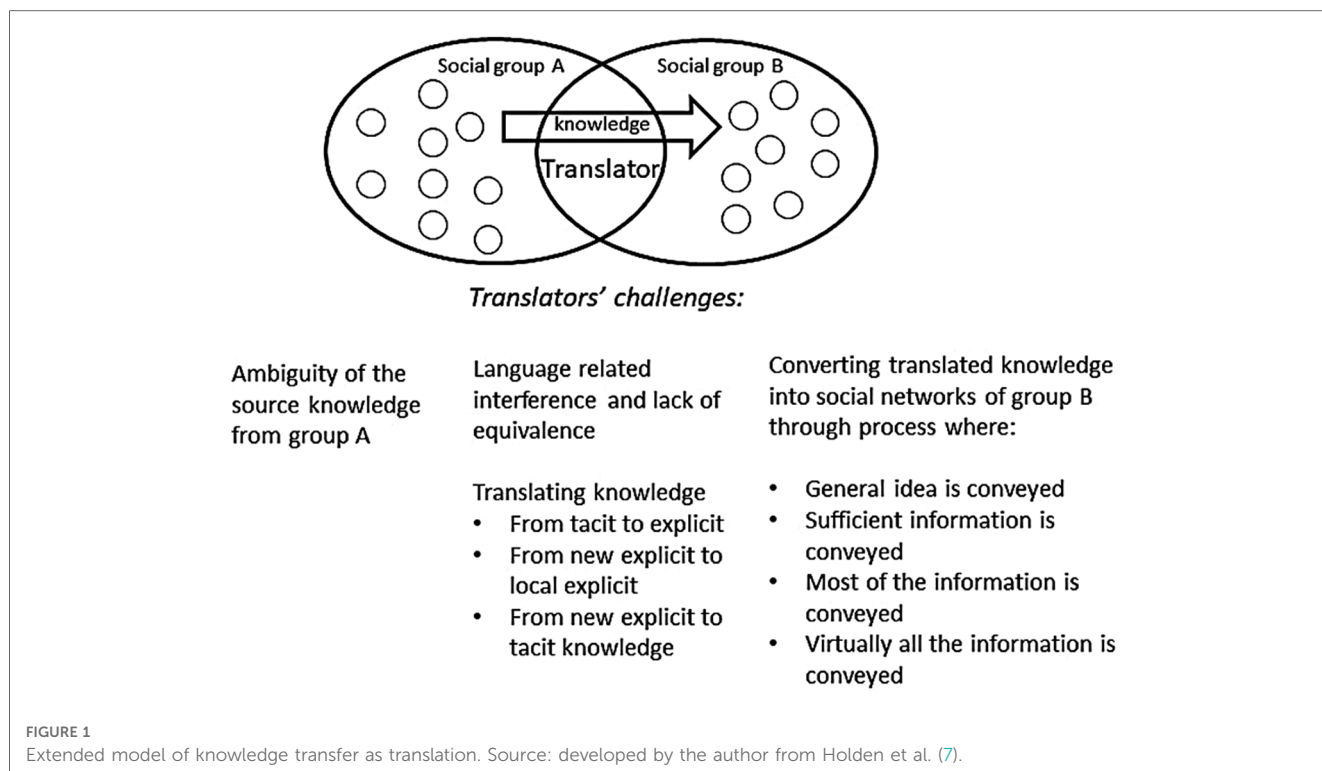 Social group A
Social group B
knowledge
Translator
Translators' challenges:
Ambiguity of the
source knowledge
from group A
Language related
interference and lack of
equivalence
Translating knowledge
• From tacit to explicit
• From new explicit to
local explicit
• From new explicit to
tacit knowledge
Converting translated knowledge
into social networks of group B
through process where:
• General idea is conveyed
• Sufficient information is
conveyed
• Most of the information is
conveyed
• Virtually all the information is
conveyed
FIGURE 1
Extended model of knowledge transfer as translation. Source: developed by the author from Holden et al. (7).